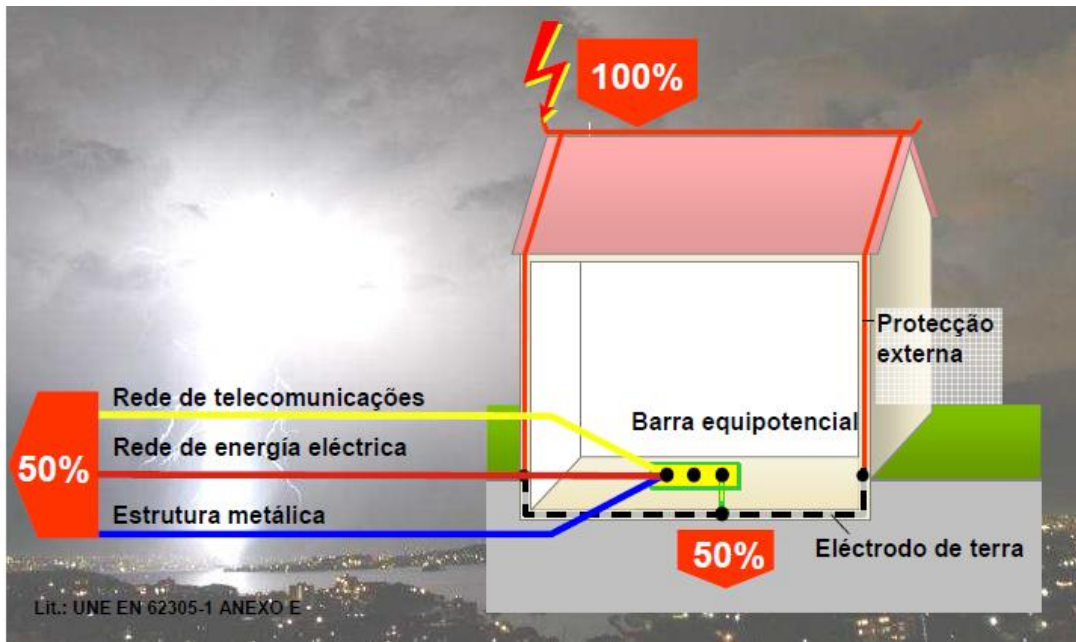 100%
Protecção
externa
Rede de telecomunicações
Barra equipotencial
Rede de energía eléctrica
50%
Estrutura metálica
Eléctrodo de terra
50%
Lit.: UNE EN 62305-1 ANEXO E